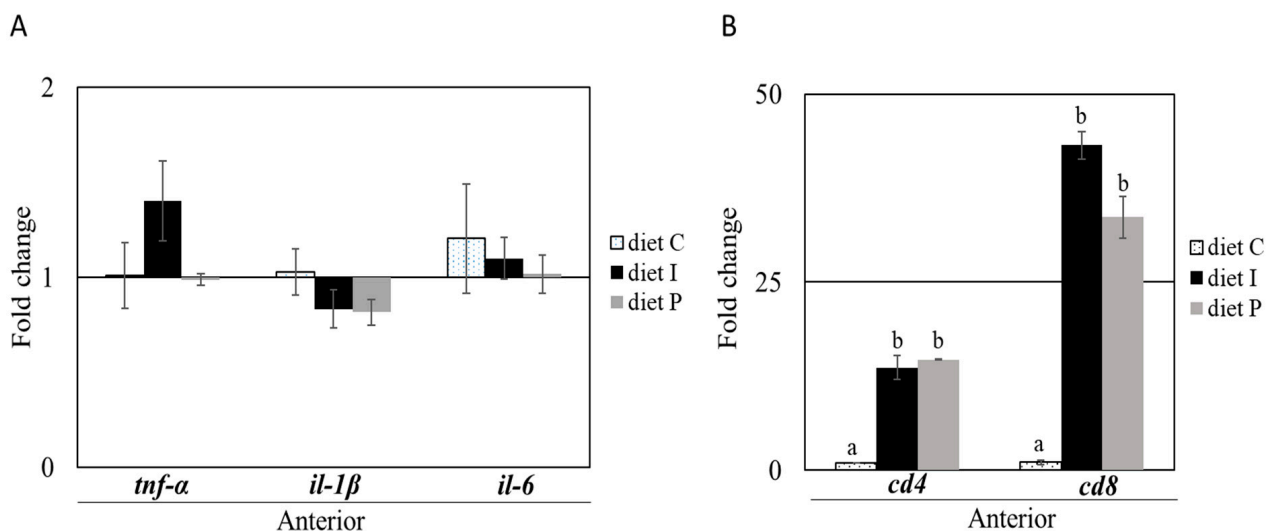 A
2
1
0
Fold change
tnf-α
il-1β
il-6
Anterior
diet C
diet I
diet P
B
50
25
0
Fold change
a
b
b
a
b
b
cd4
cd8
Anterior
diet C
diet I
diet P